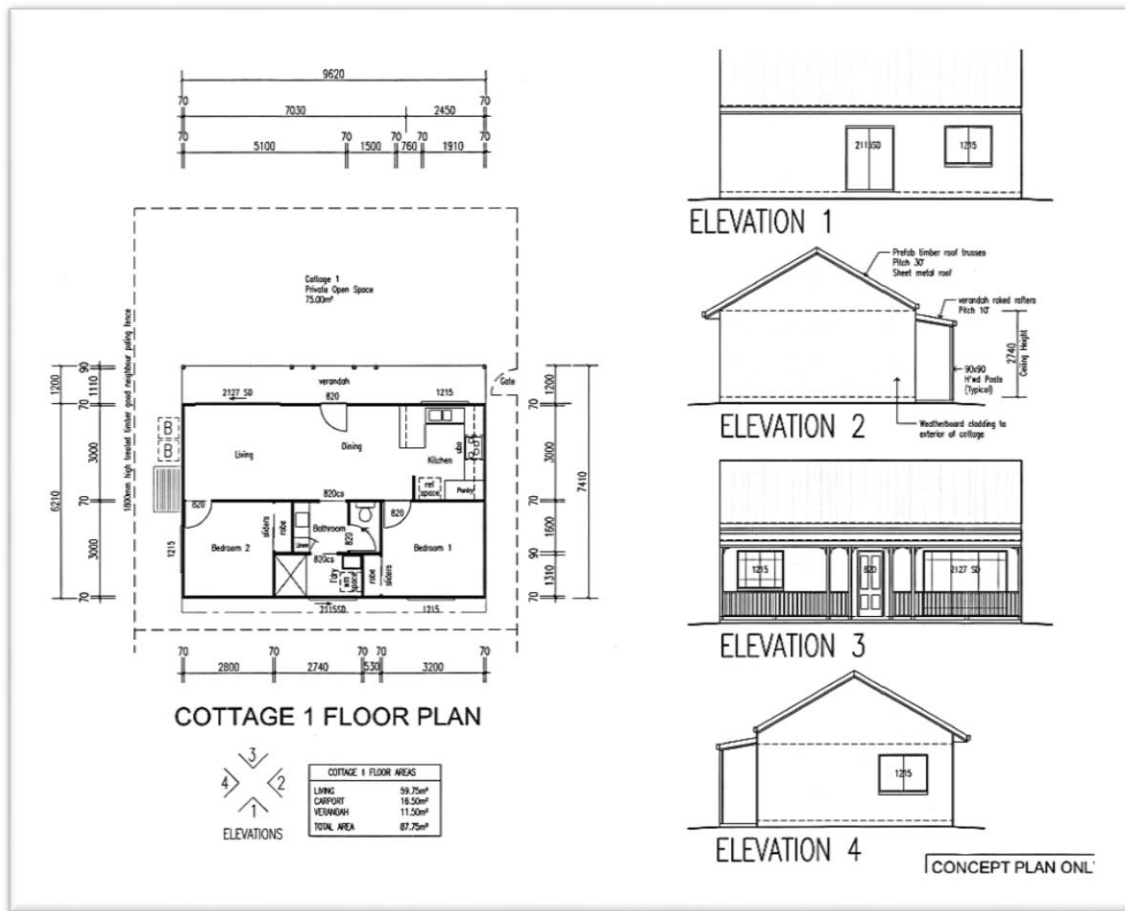 9620
70 70
7030 2450
70 70 70 70 70
5100 1500 760 1910
Cottage 1
Private Open Space
75.00m²
1800mm high treated timber good neighbour paling fence
1200
6210
90
1110
70
3000
70
3000
70
1215
verandah
Gate
2127 SD 820 1215
B
B
Living
Dining
Kitchen
ubo
ref
space
Pantry
820 820cs 820
Bedroom 2
sliders
robe
Bathroom
Linen
820
820cs
l'dry
wm
space
robe
sliders
Bedroom 1
2115SD 1215
70
1200
70
3000
70
1600
90
1310
70
7410
70 70 70 70 70
2800 2740 530 3200
COTTAGE 1 FLOOR PLAN
3
4 2
1
ELEVATIONS
COTTAGE 1 FLOOR AREAS
LIVING 59.75m²
CARPORT 16.50m²
VERANDAH 11.50m²
TOTAL AREA 87.75m²
2115SD
1215
ELEVATION 1
Prefab timber roof trusses
Pitch 30°
Sheet metal roof
verandah raked rafters
Pitch 10°
2740
Ceiling Height
90x90
H'wd Posts
(Typical)
Weatherboard cladding to
exterior of cottage
ELEVATION 2
1215
820
2127 SD
ELEVATION 3
1215
ELEVATION 4
CONCEPT PLAN ONL